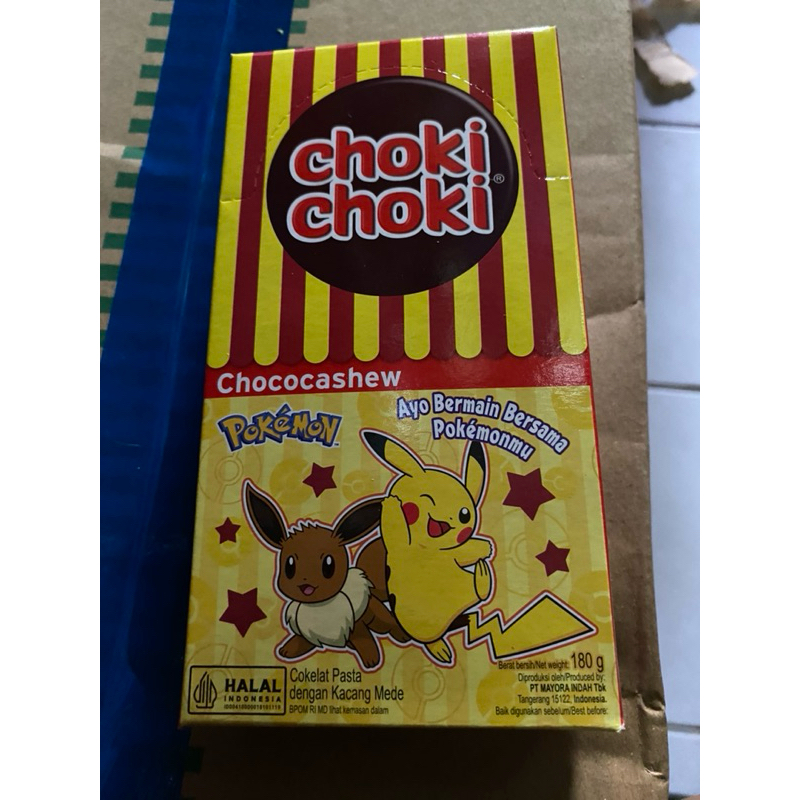 choki
choki®
Chococashew
POKéMON™
Ayo Bermain Bersama
Pokémonmu
HALAL
INDONESIA
Cokelat Pasta
dengan Kacang Mede
BPOM RI MD lihat kemasan dalam
Berat bersih/Net weight: 180 g
Diproduksi oleh/Produced by:
PT MAYORA INDAH Tbk
Tangerang 15122, Indonesia.
Baik digunakan sebelum/Best before: